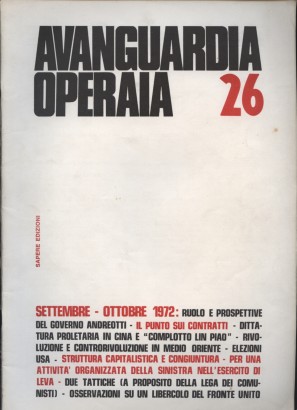 AVANGUARDIA
OPERAIA 26
SAPERE EDIZIONI
SETTEMBRE - OTTOBRE 1972: RUOLO E PROSPETTIVE
DEL GOVERNO ANDREOTTI - IL PUNTO SUI CONTRATTI - DITTA-
TURA PROLETARIA IN CINA E "COMPLOTTO LIN PIAO" - RIVO-
LUZIONE E CONTRORIVOLUZIONE IN MEDIO ORIENTE - ELEZIONI
USA - STRUTTURA CAPITALISTICA E CONGIUNTURA - PER UNA
ATTIVITA' ORGANIZZATA DELLA SINISTRA NELL'ESERCITO DI
LEVA - DUE TATTICHE (A PROPOSITO DELLA LEGA DEI COMU-
NISTI) - OSSERVAZIONI SU UN LIBERCOLO DEL FRONTE UNITO